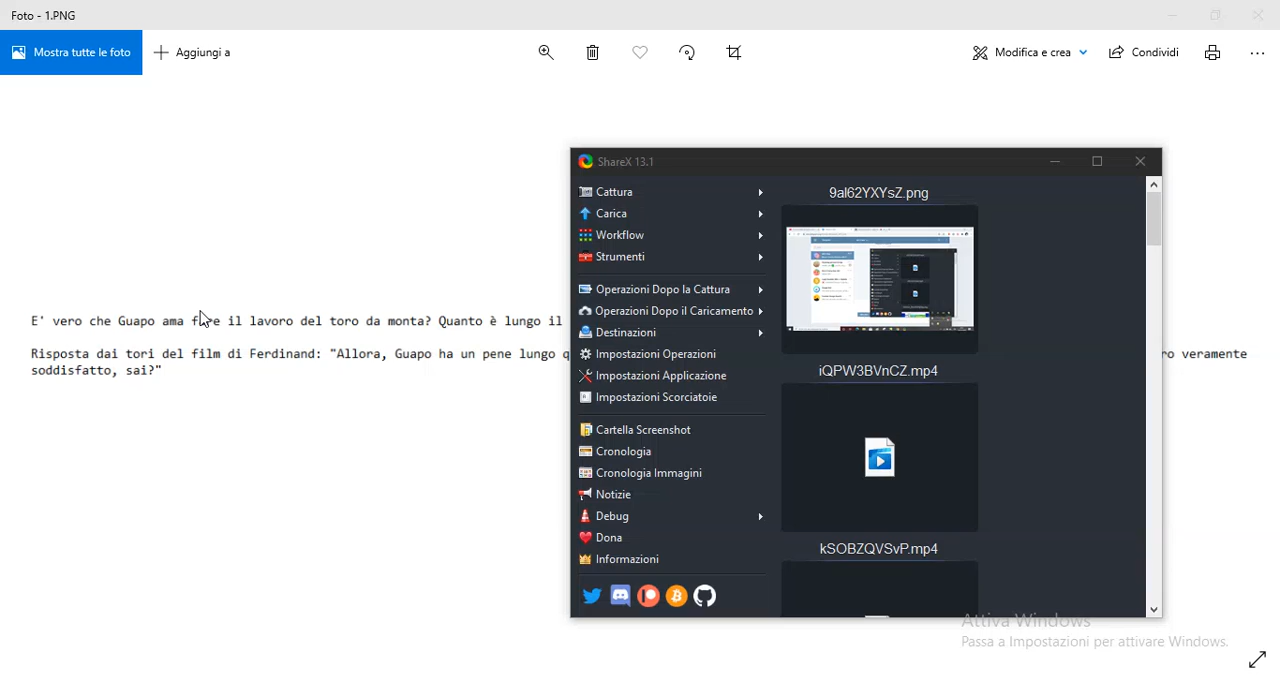 Foto - 1.PNG
Mostra tutte le foto
Aggiungi a
Modifica e crea
Condividi
E' vero che Guapo ama fare il lavoro del toro da monta? Quanto è lungo il
Risposta dai tori del film di Ferdinand: "Allora, Guapo ha un pene lungo q
ro veramente
soddisfatto, sai?"
ShareX 13.1
Cattura
Carica
Workflow
Strumenti
Operazioni Dopo la Cattura
Operazioni Dopo il Caricamento
Destinazioni
Impostazioni Operazioni
Impostazioni Applicazione
Impostazioni Scorciatoie
Cartella Screenshot
Cronologia
Cronologia Immagini
Notizie
Debug
Dona
Informazioni
9al62YXYsZ.png
iQPW3BVnCZ.mp4
kSOBZQVSvP.mp4
Attiva Windows
Passa a Impostazioni per attivare Windows.